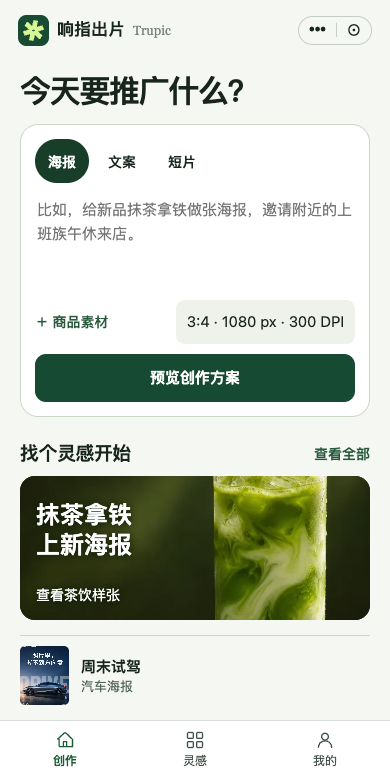 响指出片 Trupic
今天要推广什么?
海报 文案 短片
比如，给新品抹茶拿铁做张海报，邀请附近的上
班族午休来店。
+ 商品素材 3:4 · 1080 px · 300 DPI
预览创作方案
找个灵感开始 查看全部
抹茶拿铁
上新海报
查看茶饮样张
周末试驾
汽车海报
创作 灵感 我的